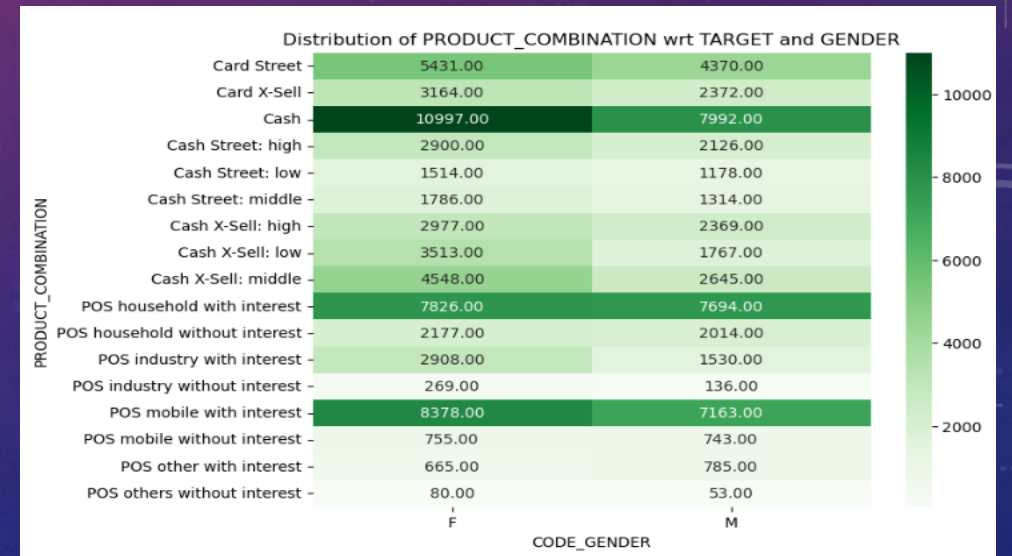 Distribution of PRODUCT_COMBINATION wrt TARGET and GENDER
PRODUCT_COMBINATION
Card Street 5431.00 4370.00
Card X-Sell 3164.00 2372.00
Cash 10997.00 7992.00
Cash Street: high 2900.00 2126.00
Cash Street: low 1514.00 1178.00
Cash Street: middle 1786.00 1314.00
Cash X-Sell: high 2977.00 2369.00
Cash X-Sell: low 3513.00 1767.00
Cash X-Sell: middle 4548.00 2645.00
POS household with interest 7826.00 7694.00
POS household without interest 2177.00 2014.00
POS industry with interest 2908.00 1530.00
POS industry without interest 269.00 136.00
POS mobile with interest 8378.00 7163.00
POS mobile without interest 755.00 743.00
POS other with interest 665.00 785.00
POS others without interest 80.00 53.00
F M
CODE_GENDER
10000
8000
6000
4000
2000